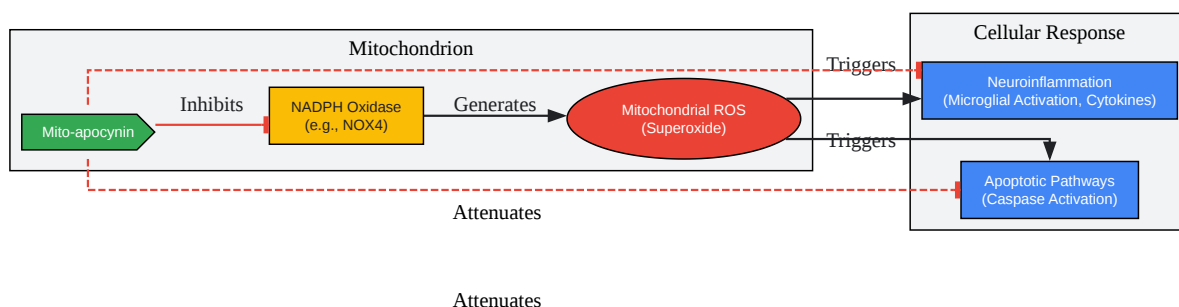 Cellular Response
Mitochondrion
Triggers
Neuroinflammation
(Microglial Activation, Cytokines)
Inhibits
NADPH Oxidase
(e.g., NOX4)
Generates
Mitochondrial ROS
(Superoxide)
Mito-apocynin
Triggers
Apoptotic Pathways
(Caspase Activation)
Attenuates
Attenuates